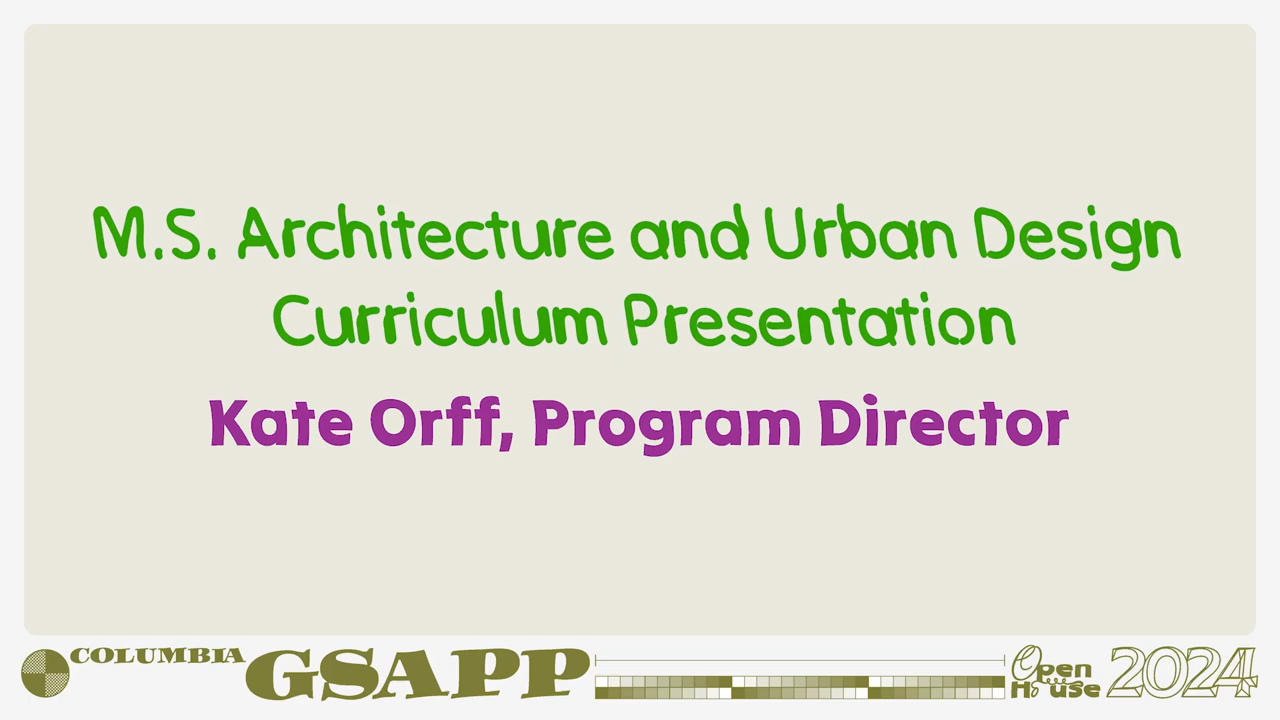 M.S. Architecture and Urban Design
Curriculum Presentation
Kate Orff, Program Director
COLUMBIA GSAPP
Open House 2024